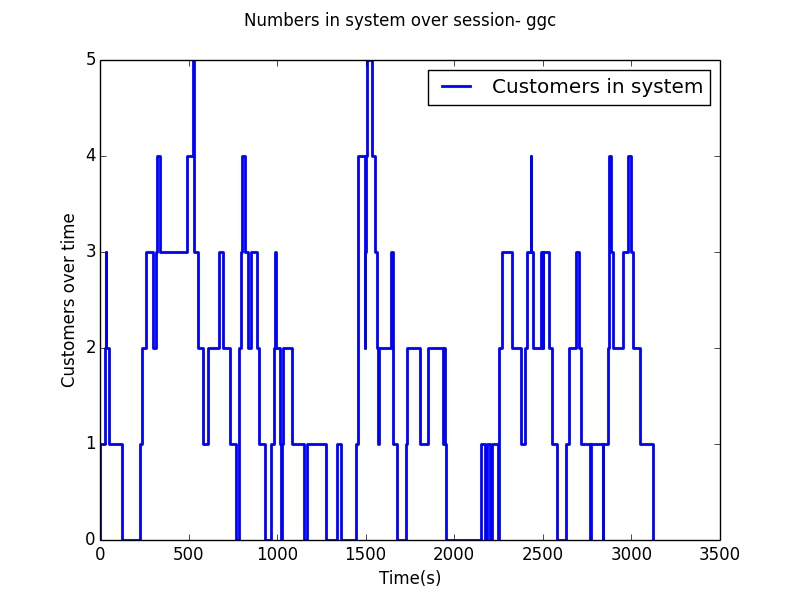 Numbers in system over session- ggc
Customers in system
Customers over time
5
4
3
2
1
0
0 500 1000 1500 2000 2500 3000 3500
Time(s)